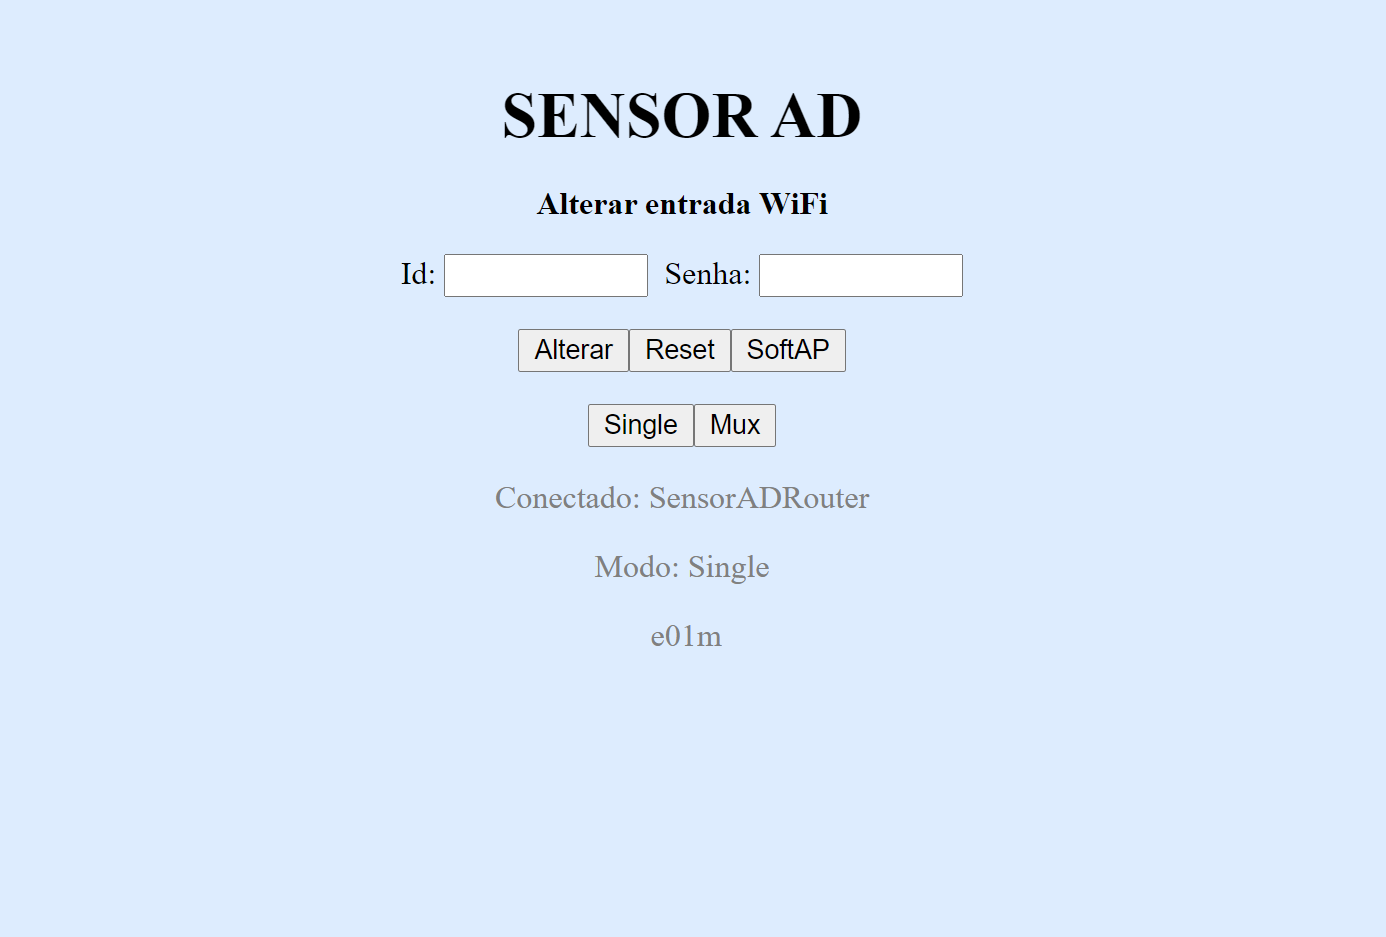 SENSOR AD
Alterar entrada WiFi
Id: Senha:
Alterar Reset SoftAP
Single Mux
Conectado: SensorADRouter
Modo: Single
e01m